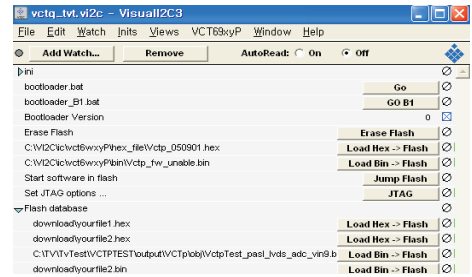 vctq_tvt.vi2c - VisualI2C3
File Edit Watch Inits Views VCT69xyP Window Help
Add Watch... Remove AutoRead: On Off
ini
bootloader.bat Go
bootloader_B1.bat GO B1
Bootloader Version 0
Erase Flash Erase Flash
C:\VI2C\ic\vct6wxyP\hex_file\Vctp_050901.hex Load Hex -> Flash
C:\VI2C\ic\vct6wxyP\bin\Vctp_fw_unable.bin Load Bin -> Flash
Start software in flash Jump Flash
Set JTAG options ... JTAG
Flash database
download\yourfile1.hex Load Hex -> Flash
download\yourfile2.hex Load Hex -> Flash
C:\TV\TvTest\VCTPTEST\output\VCTp\obj\VctpTest_pasl_lvds_adc_vin9.b Load Bin -> Flash
download\yourfile2.bin Load Bin -> Flash